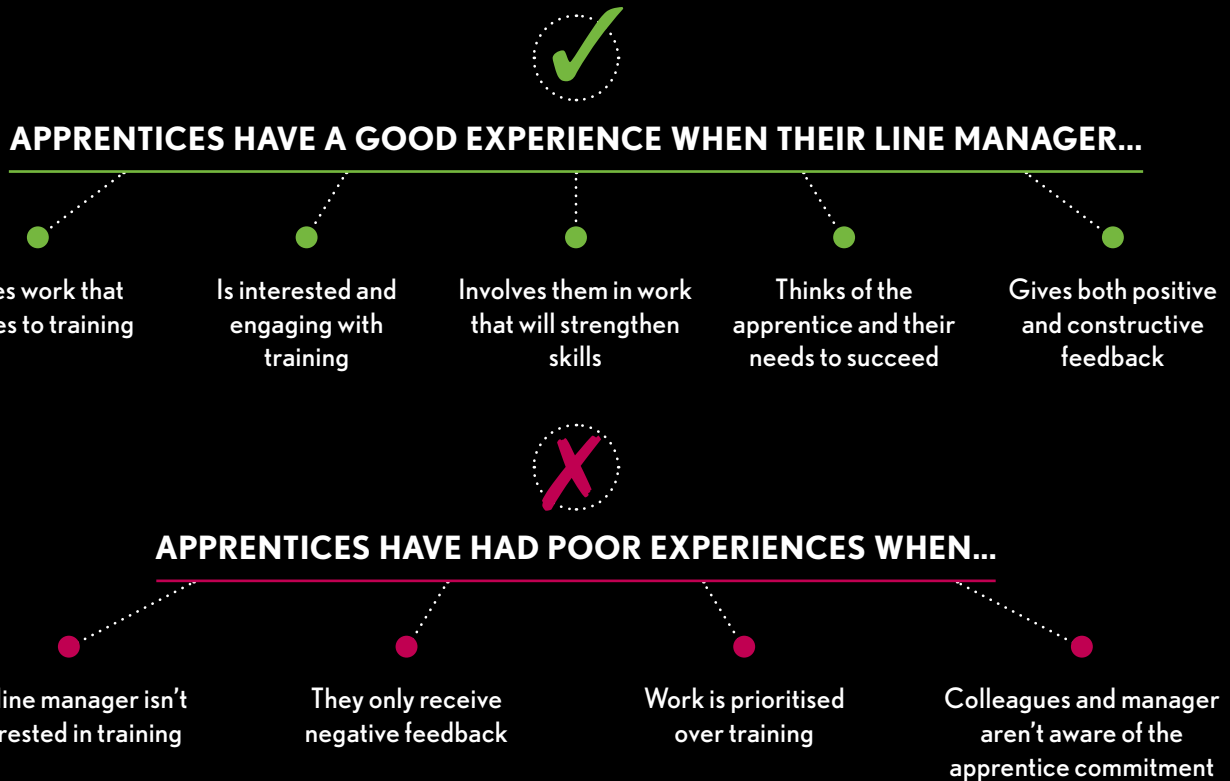 APPRENTICES HAVE A GOOD EXPERIENCE WHEN THEIR LINE MANAGER...
work that
to training
Is interested and
engaging with
training
Involves them in work
that will strengthen
skills
Thinks of the
apprentice and their
needs to succeed
Gives both positive
and constructive
feedback
APPRENTICES HAVE HAD POOR EXPERIENCES WHEN...
line manager isn't
in training
They only receive
negative feedback
Work is prioritised
over training
Colleagues and manager
aren't aware of the
apprentice commitment